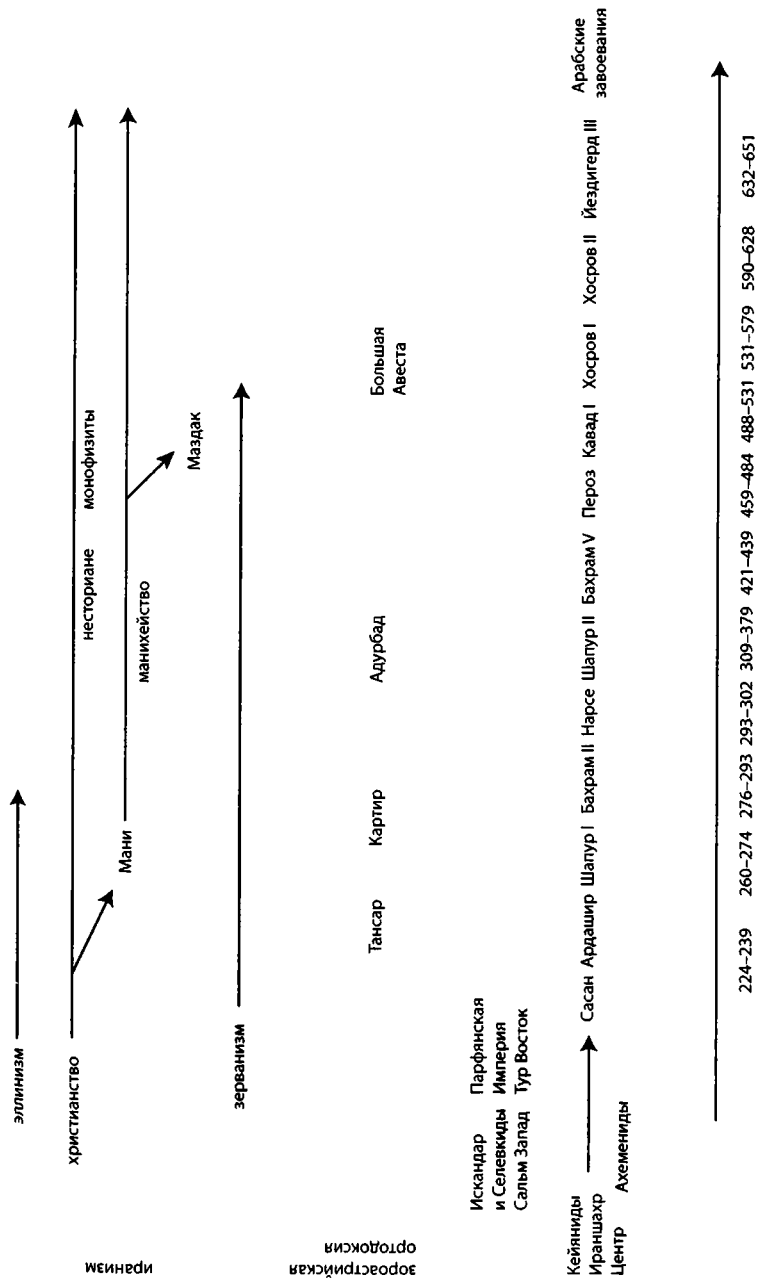 эллинизм
христианство
несториане монофизиты
Мани
манихейство
Маздак
иранизм
зерванизм
зороастрийская
ортодоксия
Тансар Картир Адурбад
Большая
Авеста
Искандар Парфянская
и Селевкиды Империя
Сальм Запад Тур Восток
Кейяниды
Ираншахр
Центр
Ахемениды
Сасан Ардашир Шапур I Бахрам II Нарсе Шапур II Бахрам V Пероз Кавад I Хосров I Хосров II Йездигерд III
Арабские
завоевания
224–239 260–274 276–293 293–302 309–379 421–439 459–484 488–531 531–579 590–628 632–651